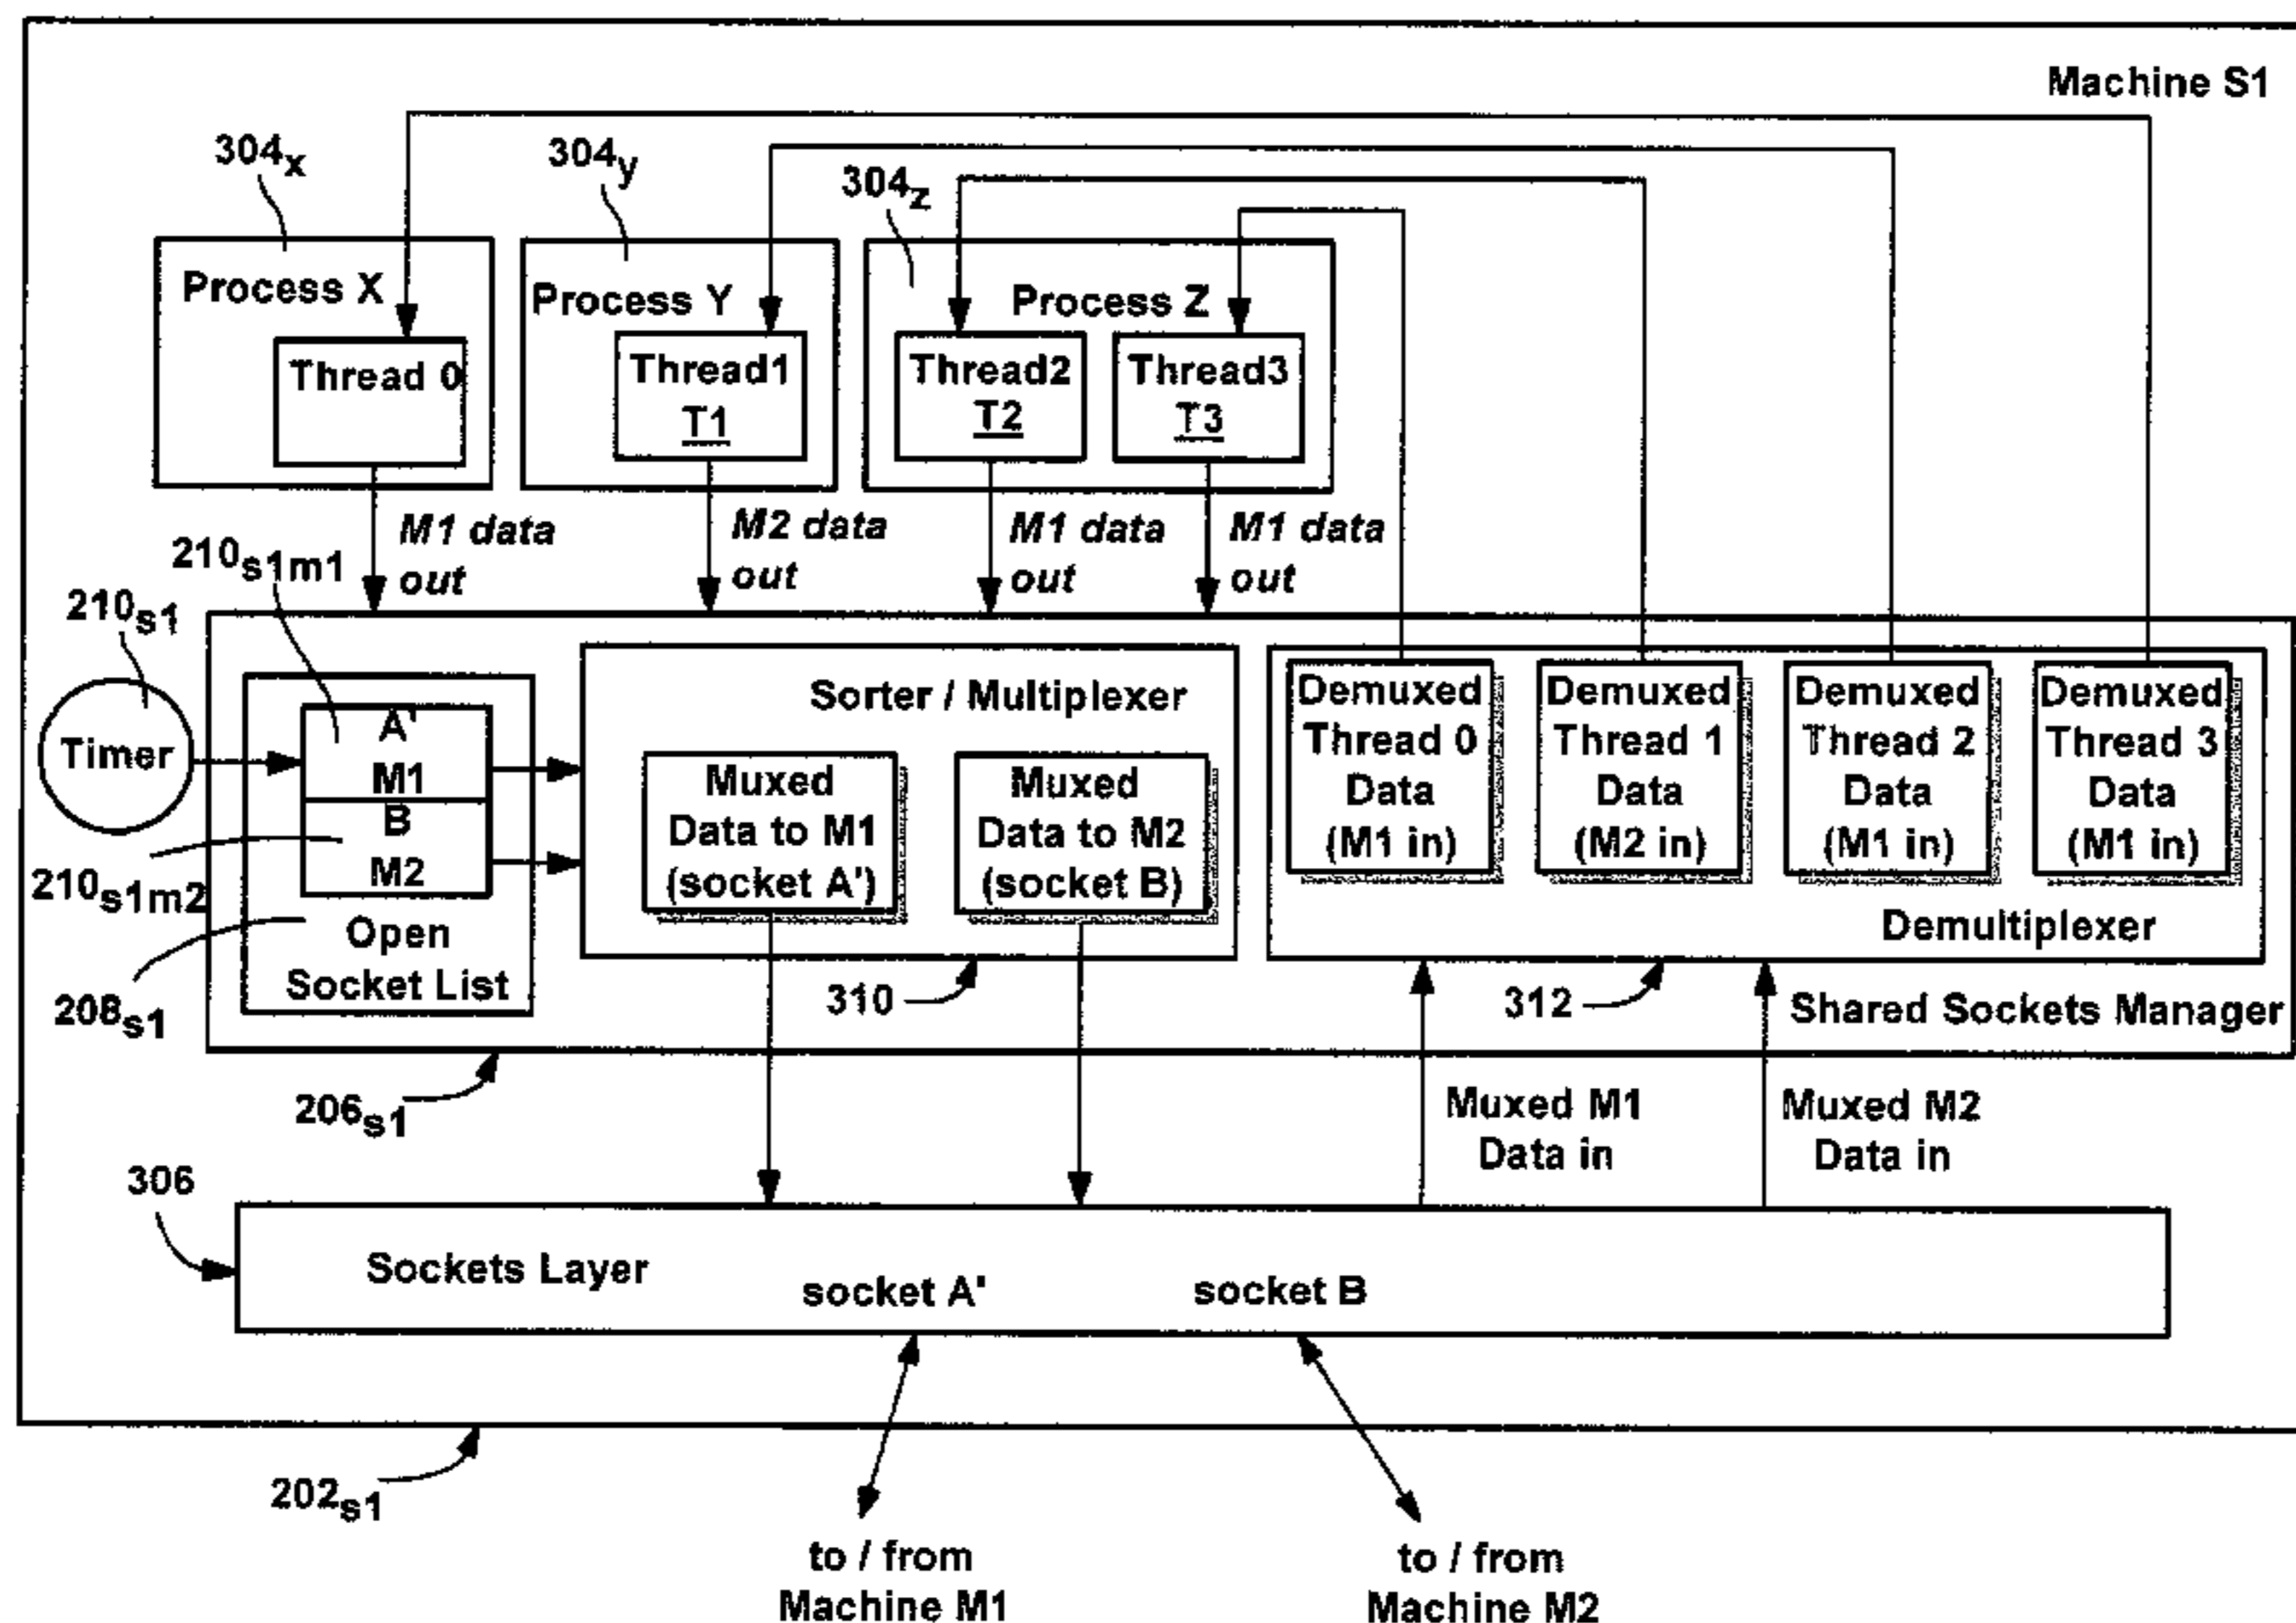 Machine S1
304x
304y
304z
Process X
Process Y
Process Z
Thread 0
Thread1
T1
Thread2
T2
Thread3
T3
M1 data
out
M2 data
out
M1 data
out
M1 data
out
210s1m1
210s1
Timer
A'
M1
B
M2
210s1m2
Open
Socket List
208s1
Sorter / Multiplexer
Muxed
Data to M1
(socket A')
Muxed
Data to M2
(socket B)
310
Demuxed
Thread 0
Data
(M1 in)
Demuxed
Thread 1
Data
(M2 in)
Demuxed
Thread 2
Data
(M1 in)
Demuxed
Thread 3
Data
(M1 in)
Demultiplexer
312
Shared Sockets Manager
206s1
Muxed M1
Data in
Muxed M2
Data in
306
Sockets Layer
socket A'
socket B
202s1
to / from
Machine M1
to / from
Machine M2